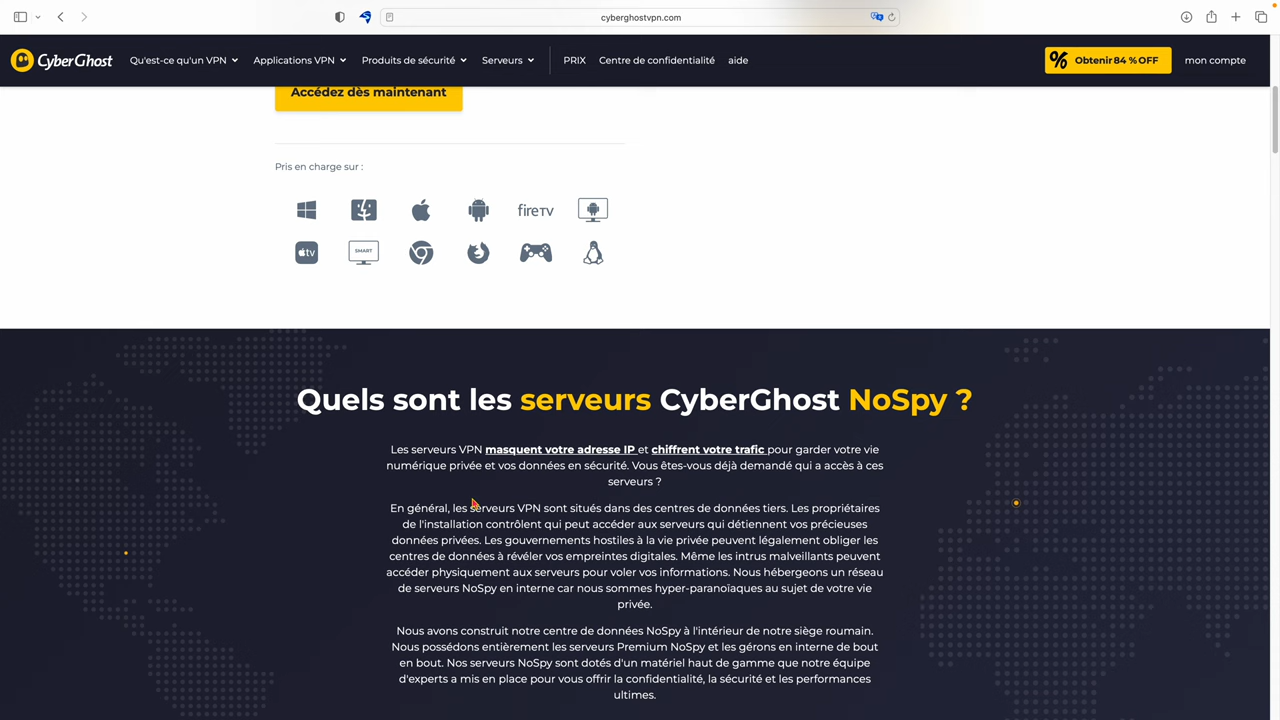 cyberghostvpn.com
CyberGhost
Qu'est-ce qu'un VPN
Applications VPN
Produits de sécurité
Serveurs
PRIX
Centre de confidentialité
aide
% Obtenir 84 % OFF
mon compte
Accédez dès maintenant
Pris en charge sur :
fireTV
tv
SMART
Quels sont les serveurs CyberGhost NoSpy ?
Les serveurs VPN masquent votre adresse IP et chiffrent votre trafic pour garder votre vie
numérique privée et vos données en sécurité. Vous êtes-vous déjà demandé qui a accès à ces
serveurs ?
En général, les serveurs VPN sont situés dans des centres de données tiers. Les propriétaires
de l'installation contrôlent qui peut accéder aux serveurs qui détiennent vos précieuses
données privées. Les gouvernements hostiles à la vie privée peuvent légalement obliger les
centres de données à révéler vos empreintes digitales. Même les intrus malveillants peuvent
accéder physiquement aux serveurs pour voler vos informations. Nous hébergeons un réseau
de serveurs NoSpy en interne car nous sommes hyper-paranoïaques au sujet de votre vie
privée.
Nous avons construit notre centre de données NoSpy à l'intérieur de notre siège roumain.
Nous possédons entièrement les serveurs Premium NoSpy et les gérons en interne de bout
en bout. Nos serveurs NoSpy sont dotés d'un matériel haut de gamme que notre équipe
d'experts a mis en place pour vous offrir la confidentialité, la sécurité et les performances
ultimes.